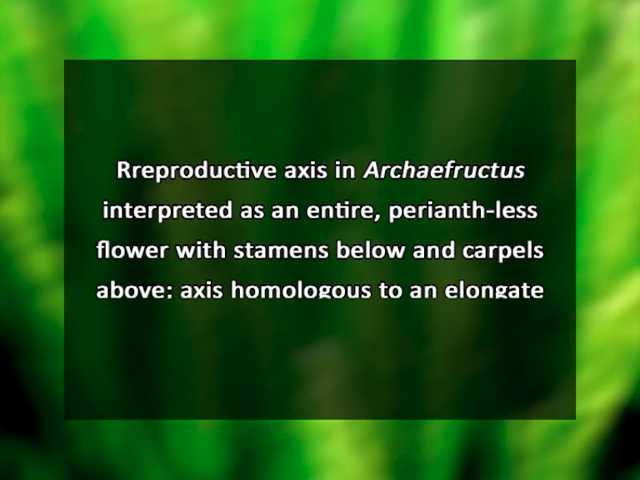 Rreproductive axis in Archaefructus
interpreted as an entire, perianth-less
flower with stamens below and carpels
above; axis homologous to an elongate